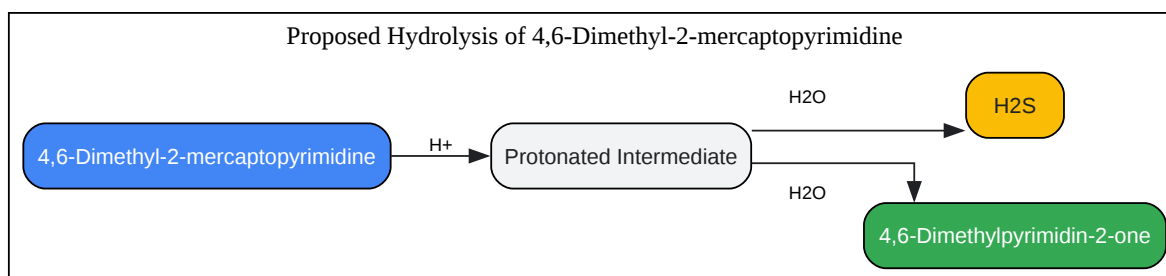 Proposed Hydrolysis of 4,6-Dimethyl-2-mercaptopyrimidine
4,6-Dimethyl-2-mercaptopyrimidine
H+
Protonated Intermediate
H2O
H2S
H2O
4,6-Dimethylpyrimidin-2-one